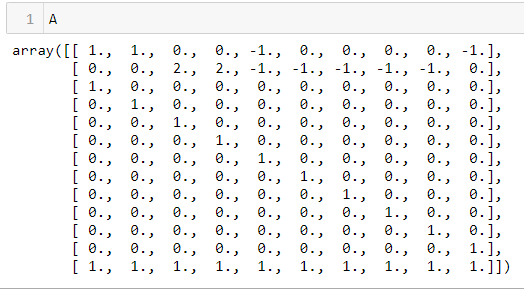 1 A
array([[ 1., 1., 0., 0., -1., 0., 0., 0., 0., -1.],
[ 0., 0., 2., 2., -1., -1., -1., -1., -1., 0.],
[ 1., 0., 0., 0., 0., 0., 0., 0., 0., 0.],
[ 0., 1., 0., 0., 0., 0., 0., 0., 0., 0.],
[ 0., 0., 1., 0., 0., 0., 0., 0., 0., 0.],
[ 0., 0., 0., 1., 0., 0., 0., 0., 0., 0.],
[ 0., 0., 0., 0., 1., 0., 0., 0., 0., 0.],
[ 0., 0., 0., 0., 0., 1., 0., 0., 0., 0.],
[ 0., 0., 0., 0., 0., 0., 1., 0., 0., 0.],
[ 0., 0., 0., 0., 0., 0., 0., 1., 0., 0.],
[ 0., 0., 0., 0., 0., 0., 0., 0., 1., 0.],
[ 0., 0., 0., 0., 0., 0., 0., 0., 0., 1.],
[ 1., 1., 1., 1., 1., 1., 1., 1., 1., 1.]])